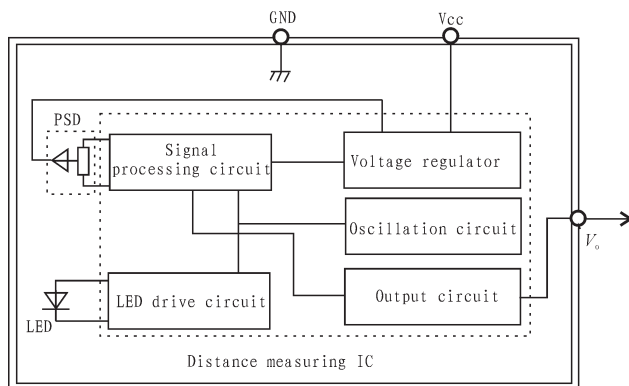 GND
Vcc
PSD
Signal
processing circuit
Voltage regulator
Oscillation circuit
Vo
LED drive circuit
Output circuit
LED
Distance measuring IC